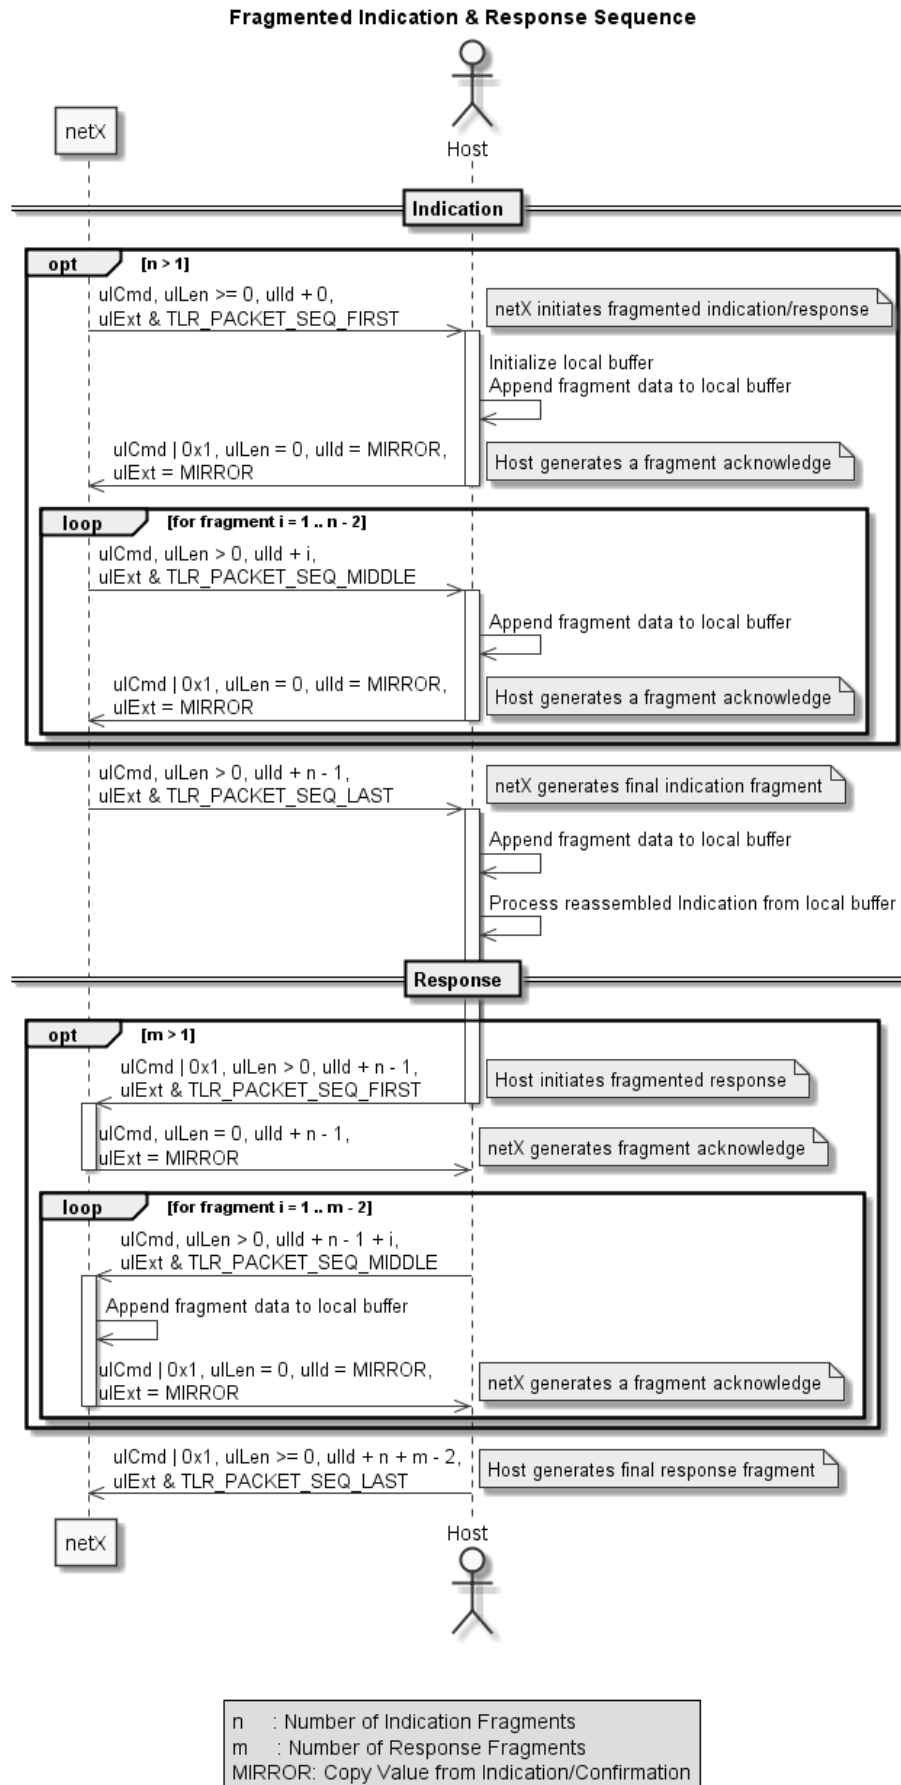 Fragmented Indication & Response Sequence
netX
Host
Indication
opt [n > 1]
ulCmd, ulLen >= 0, ulId + 0,
ulExt & TLR_PACKET_SEQ_FIRST
netX initiates fragmented indication/response
Initialize local buffer
Append fragment data to local buffer
ulCmd | 0x1, ulLen = 0, ulId = MIRROR,
ulExt = MIRROR
Host generates a fragment acknowledge
loop [for fragment i = 1 .. n - 2]
ulCmd, ulLen > 0, ulId + i,
ulExt & TLR_PACKET_SEQ_MIDDLE
Append fragment data to local buffer
ulCmd | 0x1, ulLen = 0, ulId = MIRROR,
ulExt = MIRROR
Host generates a fragment acknowledge
ulCmd, ulLen > 0, ulId + n - 1,
ulExt & TLR_PACKET_SEQ_LAST
netX generates final indication fragment
Append fragment data to local buffer
Process reassembled Indication from local buffer
Response
opt [m > 1]
ulCmd | 0x1, ulLen > 0, ulId + n - 1,
ulExt & TLR_PACKET_SEQ_FIRST
Host initiates fragmented response
ulCmd, ulLen = 0, ulId + n - 1,
ulExt = MIRROR
netX generates fragment acknowledge
loop [for fragment i = 1 .. m - 2]
ulCmd, ulLen > 0, ulId + n - 1 + i,
ulExt & TLR_PACKET_SEQ_MIDDLE
Append fragment data to local buffer
ulCmd | 0x1, ulLen = 0, ulId = MIRROR,
ulExt = MIRROR
netX generates a fragment acknowledge
ulCmd | 0x1, ulLen >= 0, ulId + n + m - 2,
ulExt & TLR_PACKET_SEQ_LAST
Host generates final response fragment
netX
Host
n : Number of Indication Fragments
m : Number of Response Fragments
MIRROR: Copy Value from Indication/Confirmation